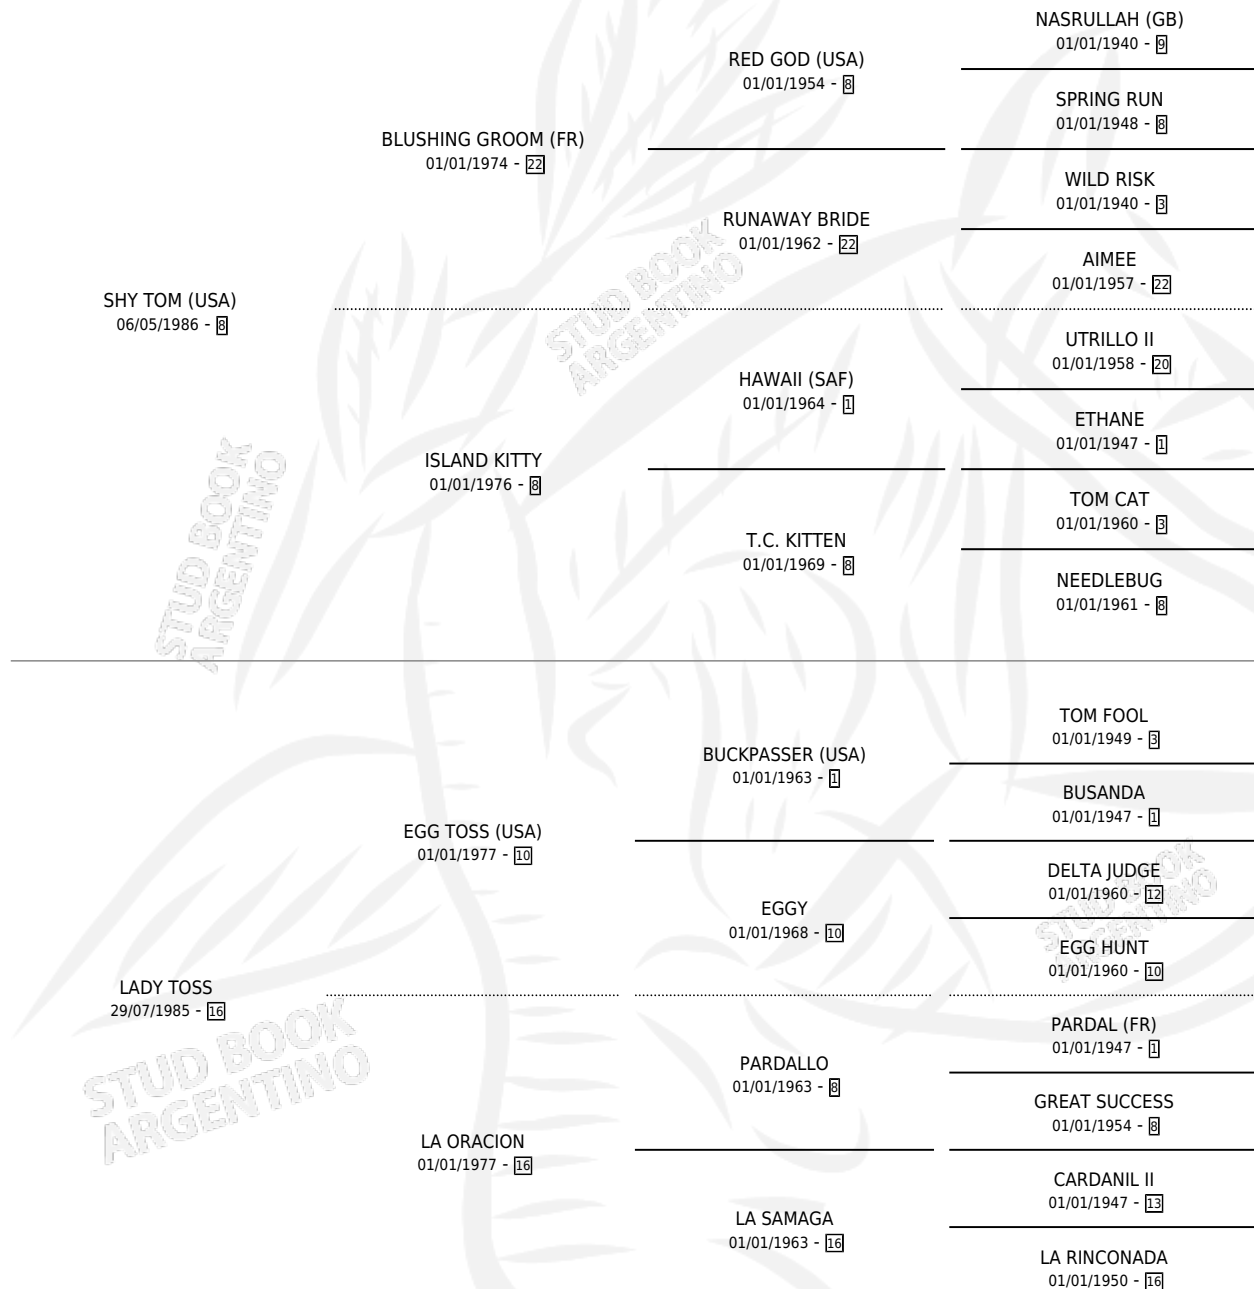 NASRULLAH (GB)
01/01/1940 - 9
RED GOD (USA)
01/01/1954 - 8
SPRING RUN
01/01/1948 - 8
BLUSHING GROOM (FR)
01/01/1974 - 22
WILD RISK
01/01/1940 - 3
RUNAWAY BRIDE
01/01/1962 - 22
AIMEE
01/01/1957 - 22
SHY TOM (USA)
06/05/1986 - 8
UTRILLO II
01/01/1958 - 20
HAWAII (SAF)
01/01/1964 - 1
ETHANE
01/01/1947 - 1
ISLAND KITTY
01/01/1976 - 8
TOM CAT
01/01/1960 - 3
T.C. KITTEN
01/01/1969 - 8
NEEDLEBUG
01/01/1961 - 8
TOM FOOL
01/01/1949 - 3
BUCKPASSER (USA)
01/01/1963 - 1
BUSANDA
01/01/1947 - 1
EGG TOSS (USA)
01/01/1977 - 10
DELTA JUDGE
01/01/1960 - 12
EGGY
01/01/1968 - 10
EGG HUNT
01/01/1960 - 10
LADY TOSS
29/07/1985 - 16
PARDAL (FR)
01/01/1947 - 1
PARDALLO
01/01/1963 - 8
GREAT SUCCESS
01/01/1954 - 8
LA ORACION
01/01/1977 - 16
CARDANIL II
01/01/1947 - 13
LA SAMAGA
01/01/1963 - 16
LA RINCONADA
01/01/1950 - 16
STUD BOOK
ARGENTINO
STUD BOOK
ARGENTINO
STUD BOOK
ARGENTINO
STUD BOOK
ARGENTINO